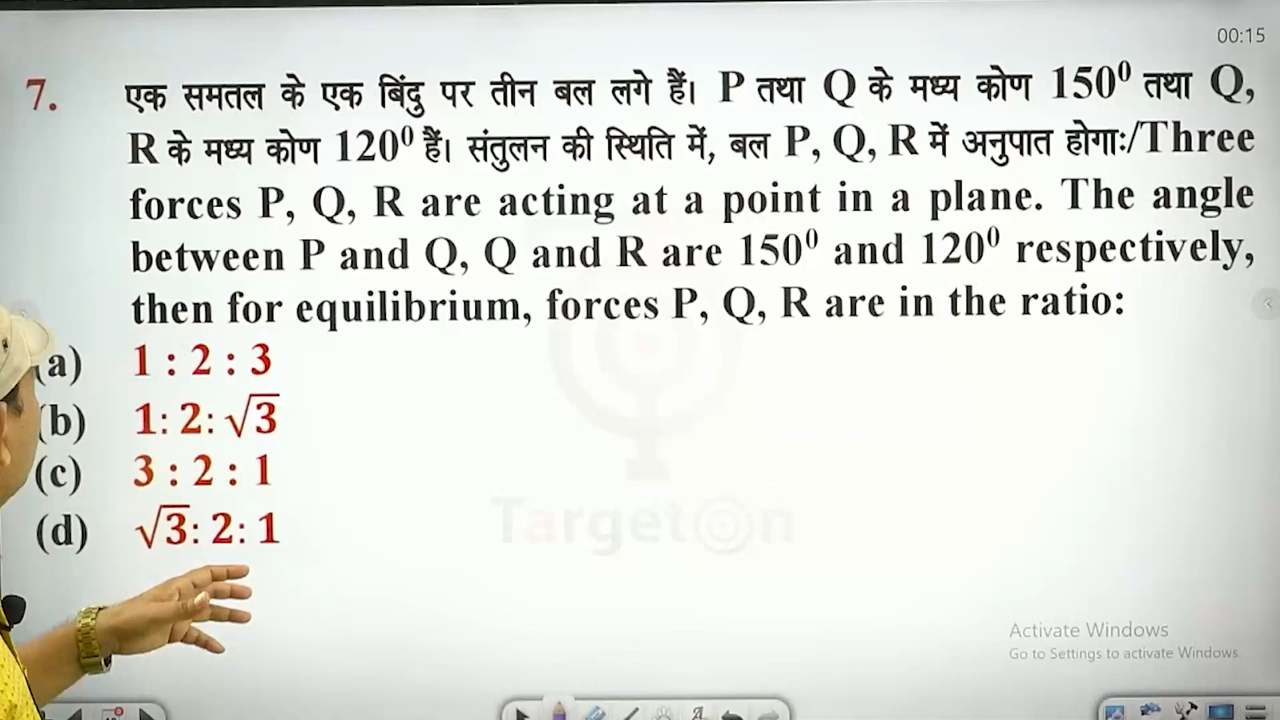 00:15
7. एक समतल के एक बिंदु पर तीन बल लगे हैं। P तथा Q के मध्य कोण 150⁰ तथा Q,
R के मध्य कोण 120⁰ हैं। संतुलन की स्थिति में, बल P, Q, R में अनुपात होगाः/Three
forces P, Q, R are acting at a point in a plane. The angle
between P and Q, Q and R are 150⁰ and 120⁰ respectively,
then for equilibrium, forces P, Q, R are in the ratio:
(a) 1 : 2 : 3
(b) 1: 2: √3
(c) 3 : 2 : 1
(d) √3: 2: 1
TargetOn
Activate Windows
Go to Settings to activate Windows.